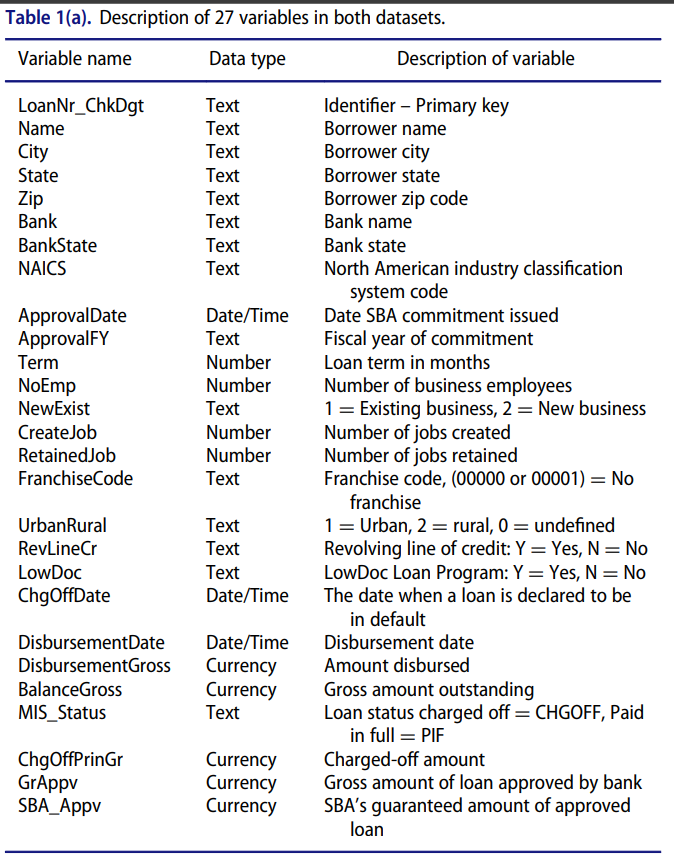 Table 1(a). Description of 27 variables in both datasets.
Variable name Data type Description of variable
LoanNr_ChkDgt Text Identifier – Primary key
Name Text Borrower name
City Text Borrower city
State Text Borrower state
Zip Text Borrower zip code
Bank Text Bank name
BankState Text Bank state
NAICS Text North American industry classification
system code
ApprovalDate Date/Time Date SBA commitment issued
ApprovalFY Text Fiscal year of commitment
Term Number Loan term in months
NoEmp Number Number of business employees
NewExist Text 1 = Existing business, 2 = New business
CreateJob Number Number of jobs created
RetainedJob Number Number of jobs retained
FranchiseCode Text Franchise code, (00000 or 00001) = No
franchise
UrbanRural Text 1 = Urban, 2 = rural, 0 = undefined
RevLineCr Text Revolving line of credit: Y = Yes, N = No
LowDoc Text LowDoc Loan Program: Y = Yes, N = No
ChgOffDate Date/Time The date when a loan is declared to be
in default
DisbursementDate Date/Time Disbursement date
DisbursementGross Currency Amount disbursed
BalanceGross Currency Gross amount outstanding
MIS_Status Text Loan status charged off = CHGOFF, Paid
in full = PIF
ChgOffPrinGr Currency Charged-off amount
GrAppv Currency Gross amount of loan approved by bank
SBA_Appv Currency SBA's guaranteed amount of approved
loan